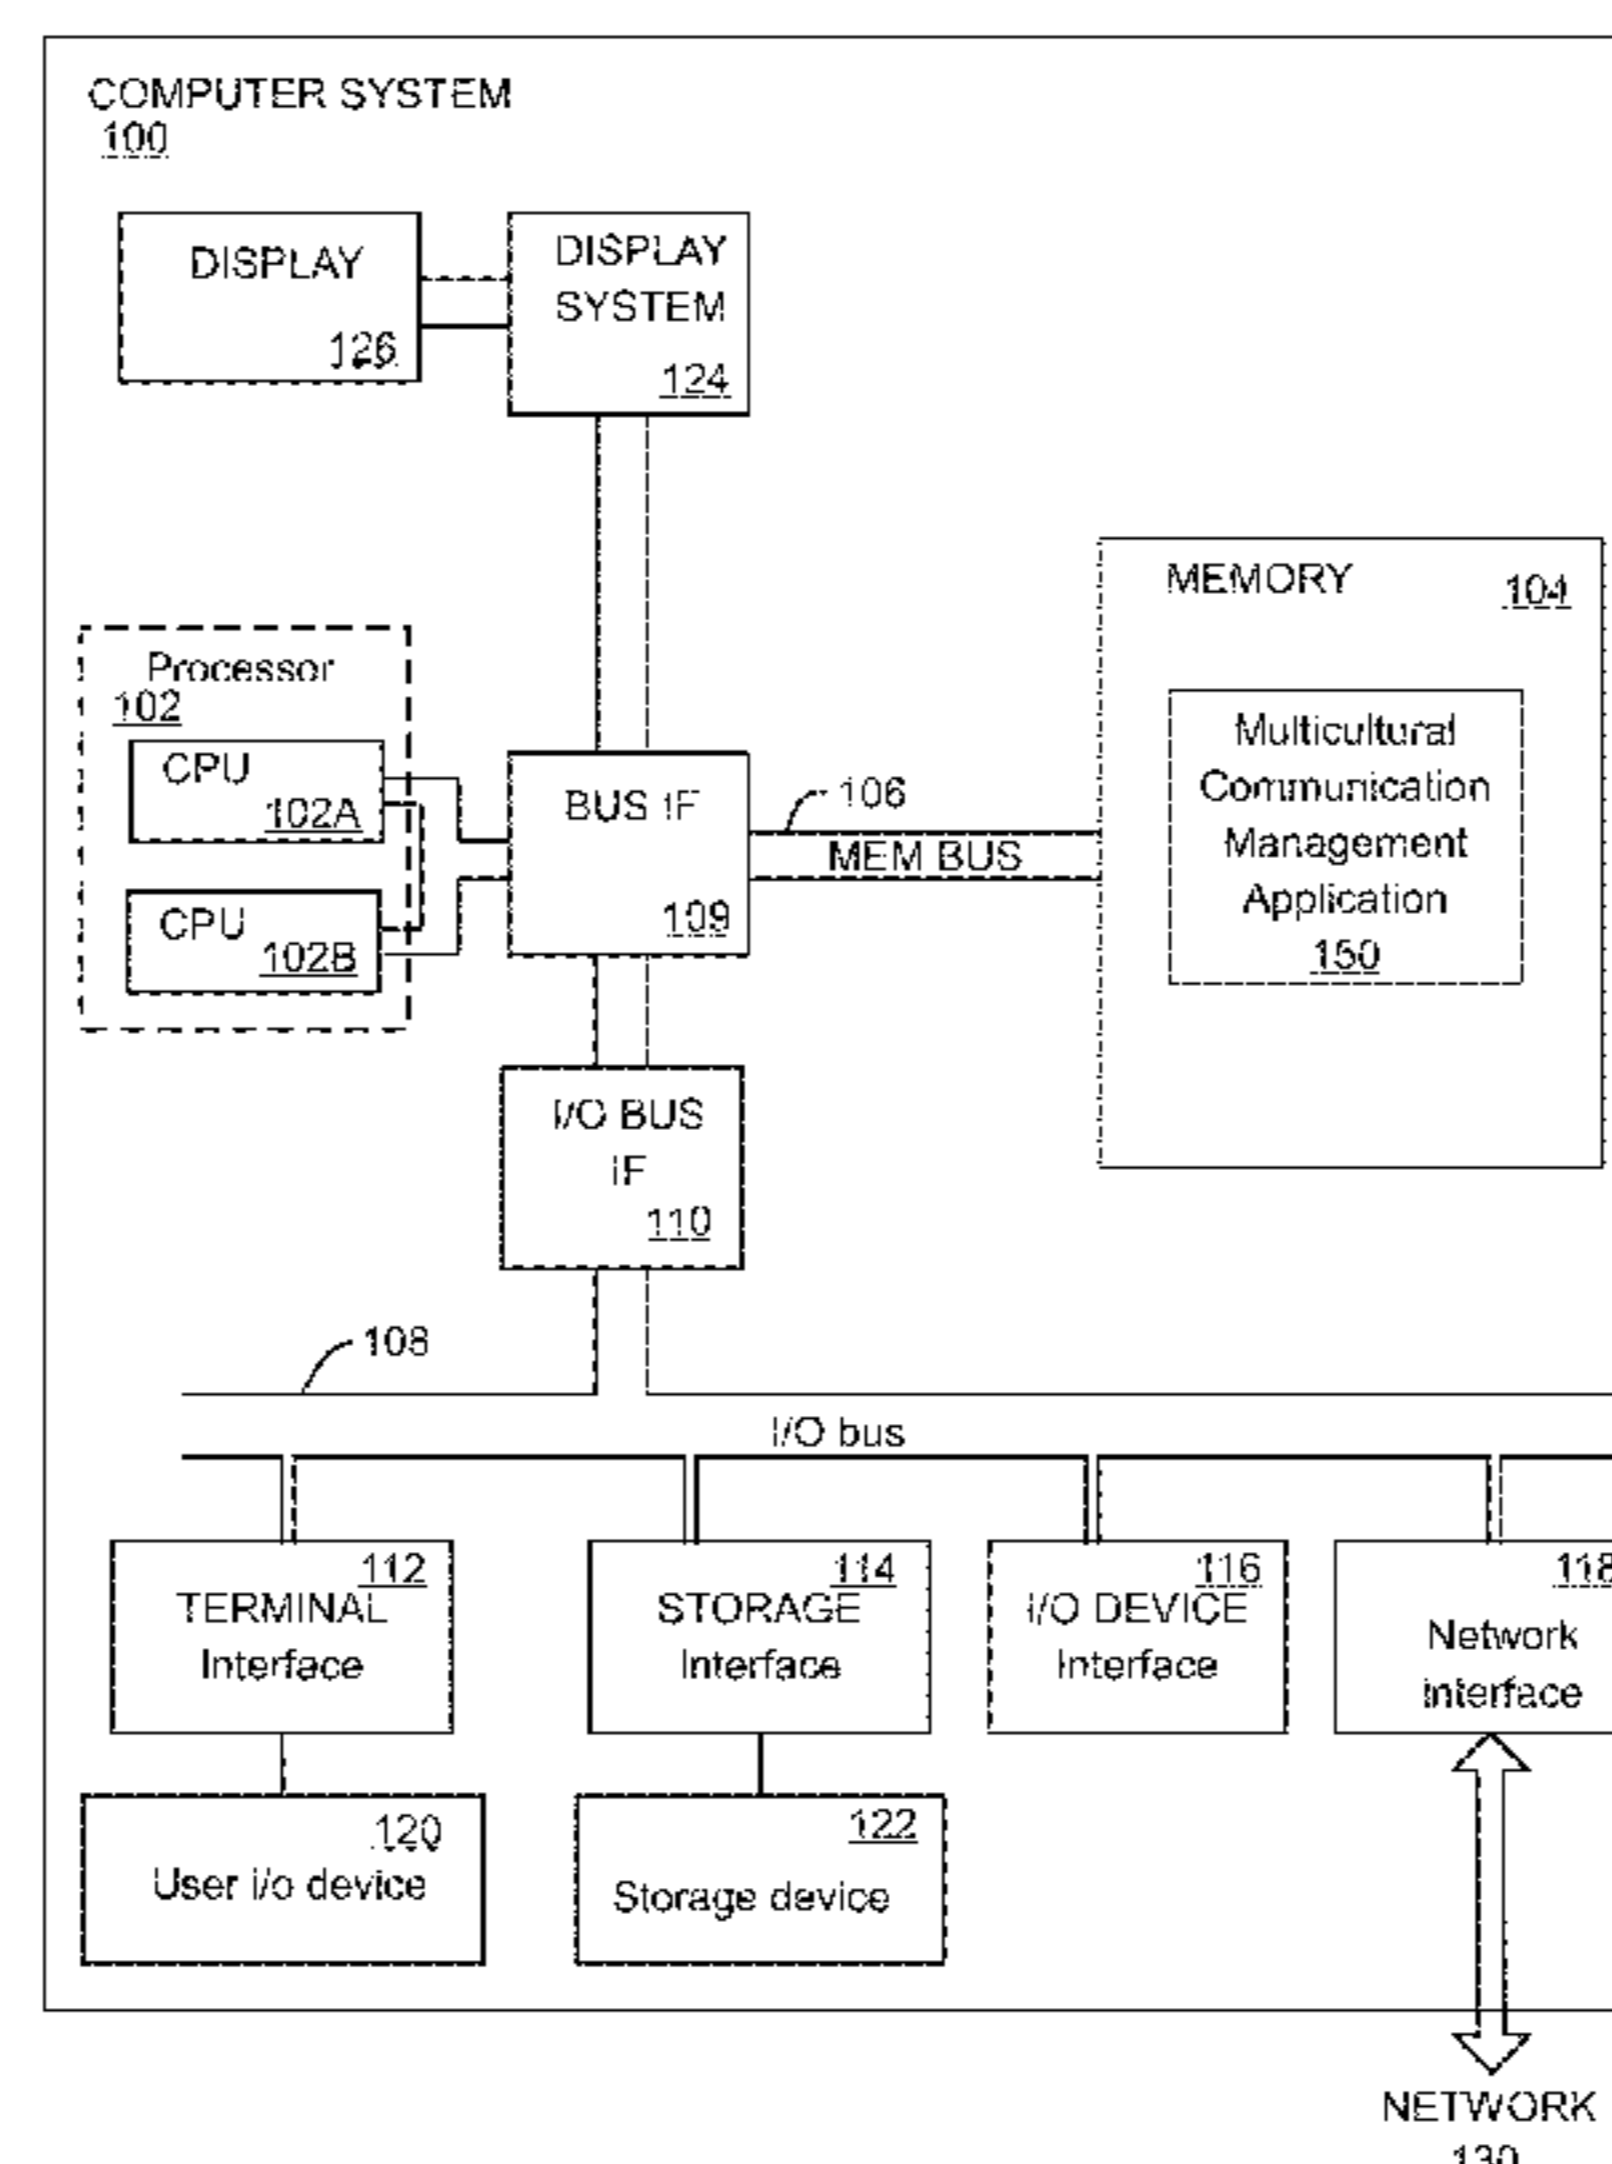 COMPUTER SYSTEM
100
DISPLAY
126
DISPLAY
SYSTEM
124
MEMORY
104
Multicultural
Communication
Management
Application
150
Processor
102
CPU
102A
CPU
102B
BUS IF
109
106
MEM BUS
I/O BUS
IF
110
108
I/O bus
112
TERMINAL
Interface
114
STORAGE
Interface
116
I/O DEVICE
Interface
118
Network
interface
120
User i/o device
122
Storage device
NETWORK
130